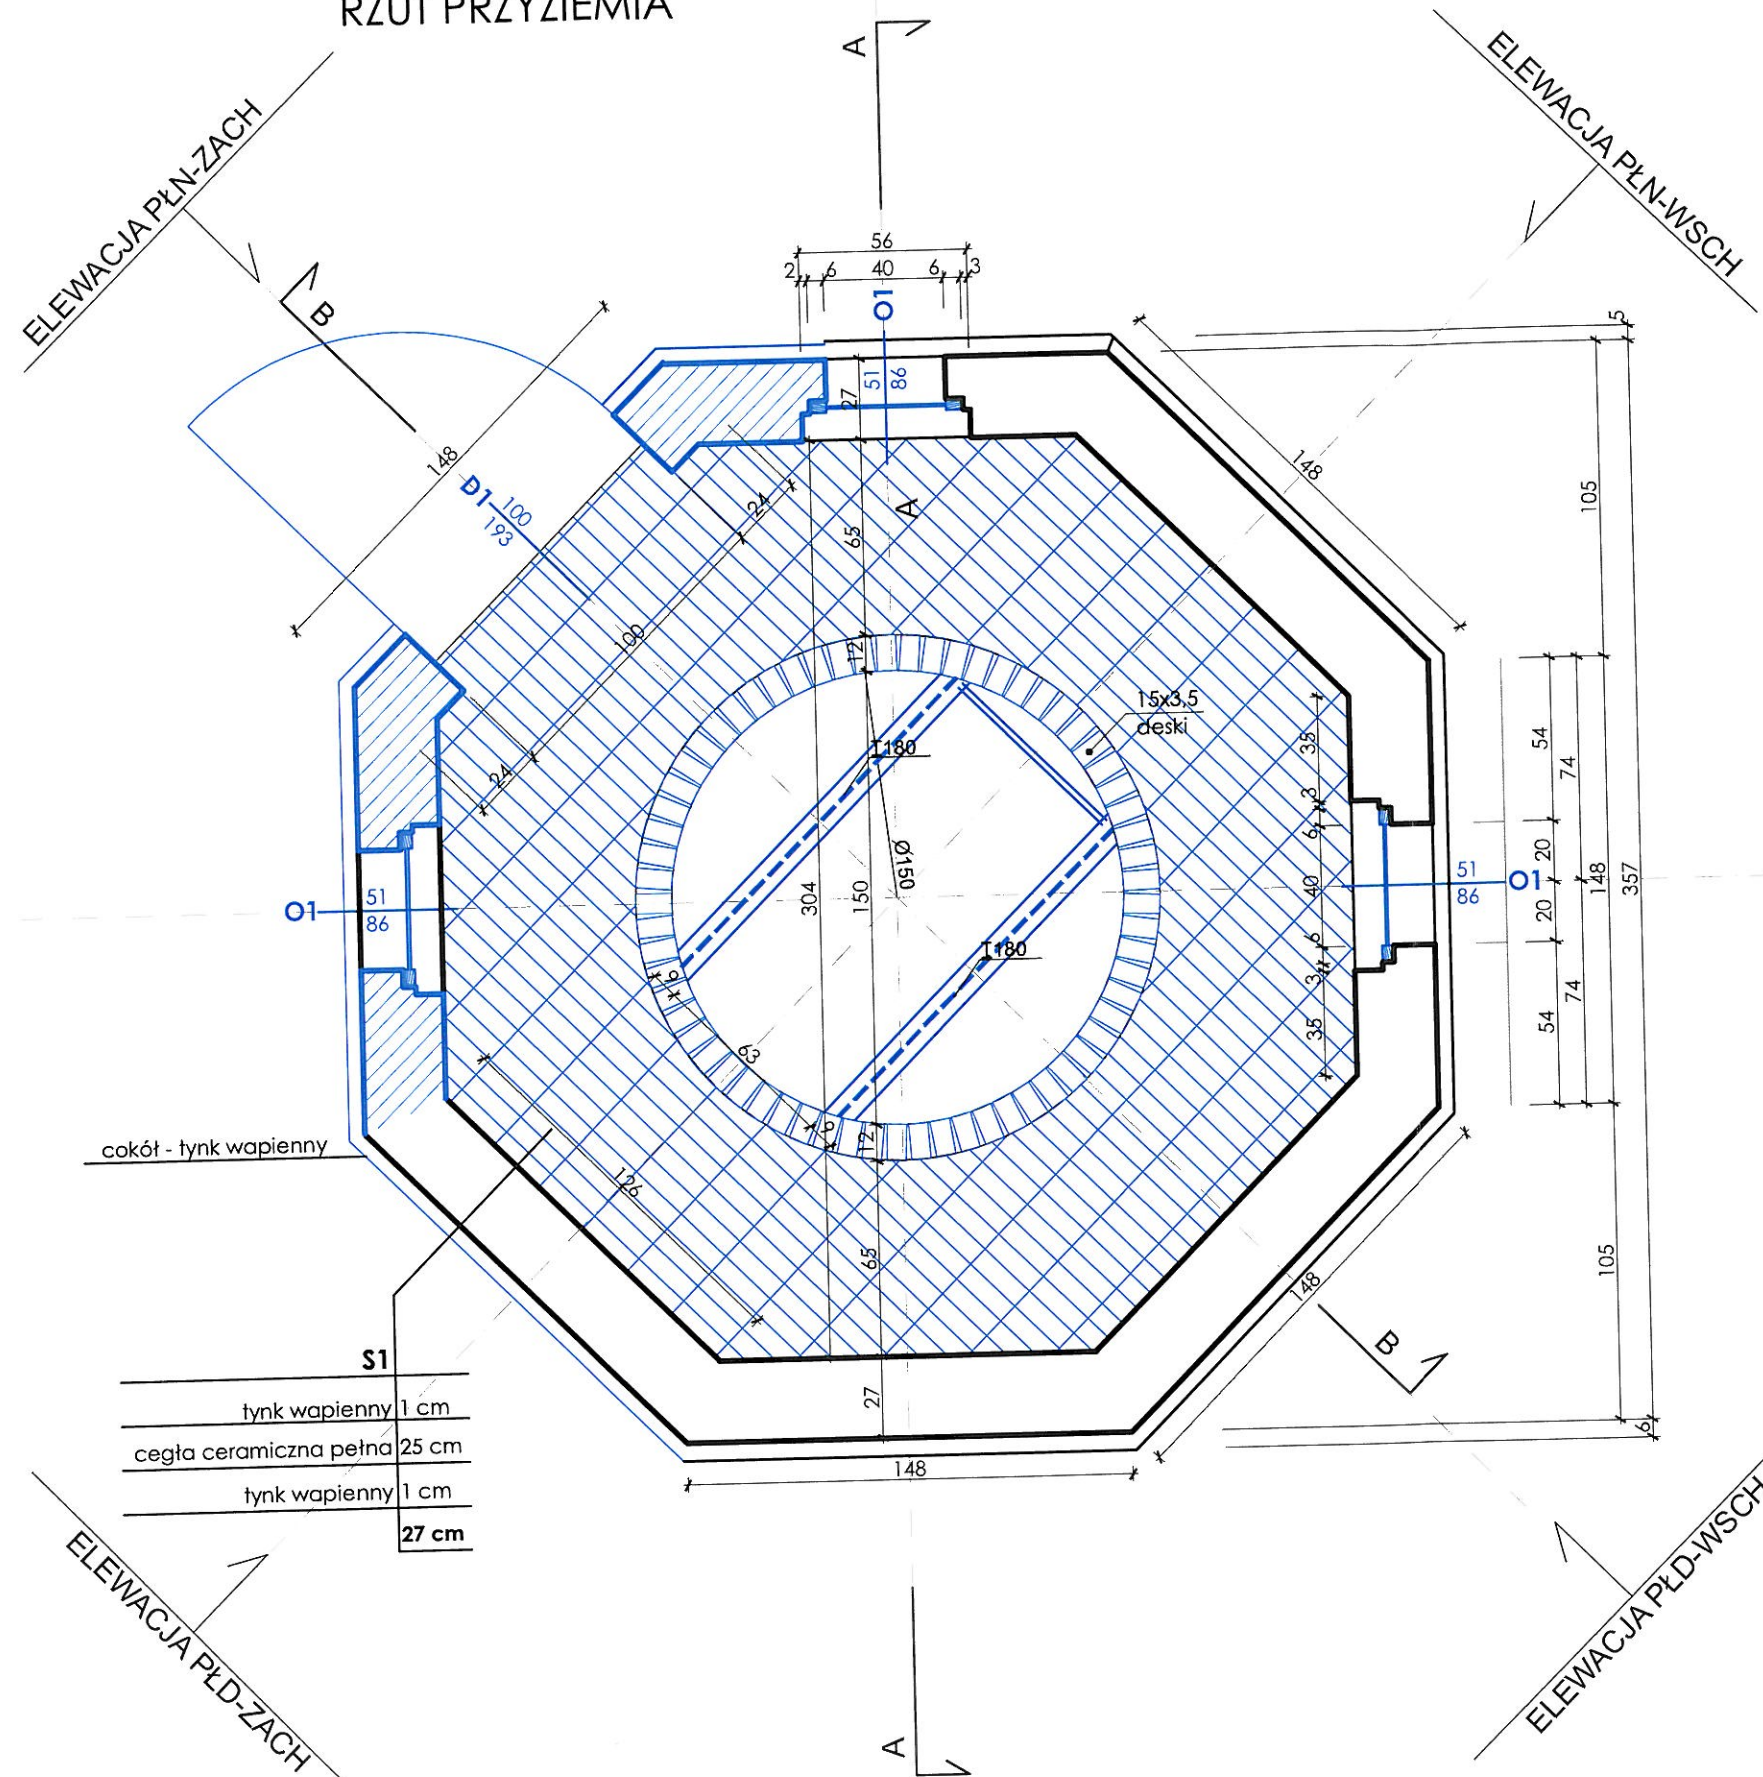 RZUT PRZYZIEMIA
A
ELEWACJA PŁN-ZACH
ELEWACJA PŁN-WSCH
B
56
2 6 40 6 3
O1
51
86
27
5
148
148
105
D1 100
193
24
A
65
100
12
15x3,5
deski
I180
35
3
6
54
74
24
Ø150
304
150
40
20
148
357
51
86
O1
O1
51
86
I180
20
6
3
35
74
54
9
63
9
12
cokół - tynk wapienny
126
65
105
148
B
S1
tynk wapienny 1 cm
cegła ceramiczna pełna 25 cm
tynk wapienny 1 cm
27 cm
27
6
148
ELEWACJA PŁD-ZACH
ELEWACJA PŁD-WSCH
A